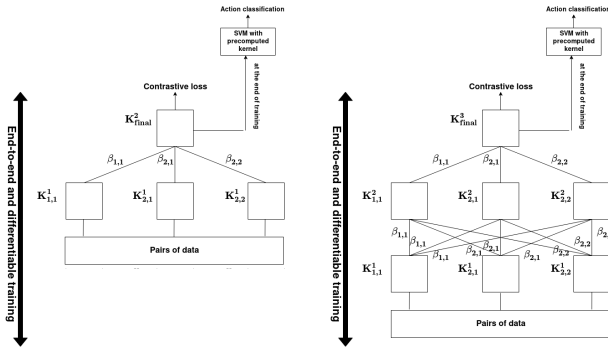 Action classification
SVM with
precomputed
kernel
at the end of training
Contrastive loss
K²final
β1,1
β2,1
β2,2
K¹1,1
K¹2,1
K¹2,2
Pairs of data
End-to-end and differentiable training
Action classification
SVM with
precomputed
kernel
at the end of training
Contrastive loss
K³final
β1,1
β2,1
β2,2
K²1,1
K²2,1
K²2,2
β1,1
β1,1
β1,1
β2,1
β2,1
β2,1
β2,2
β2,2
K¹1,1
K¹2,1
K¹2,2
Pairs of data
End-to-end and differentiable training